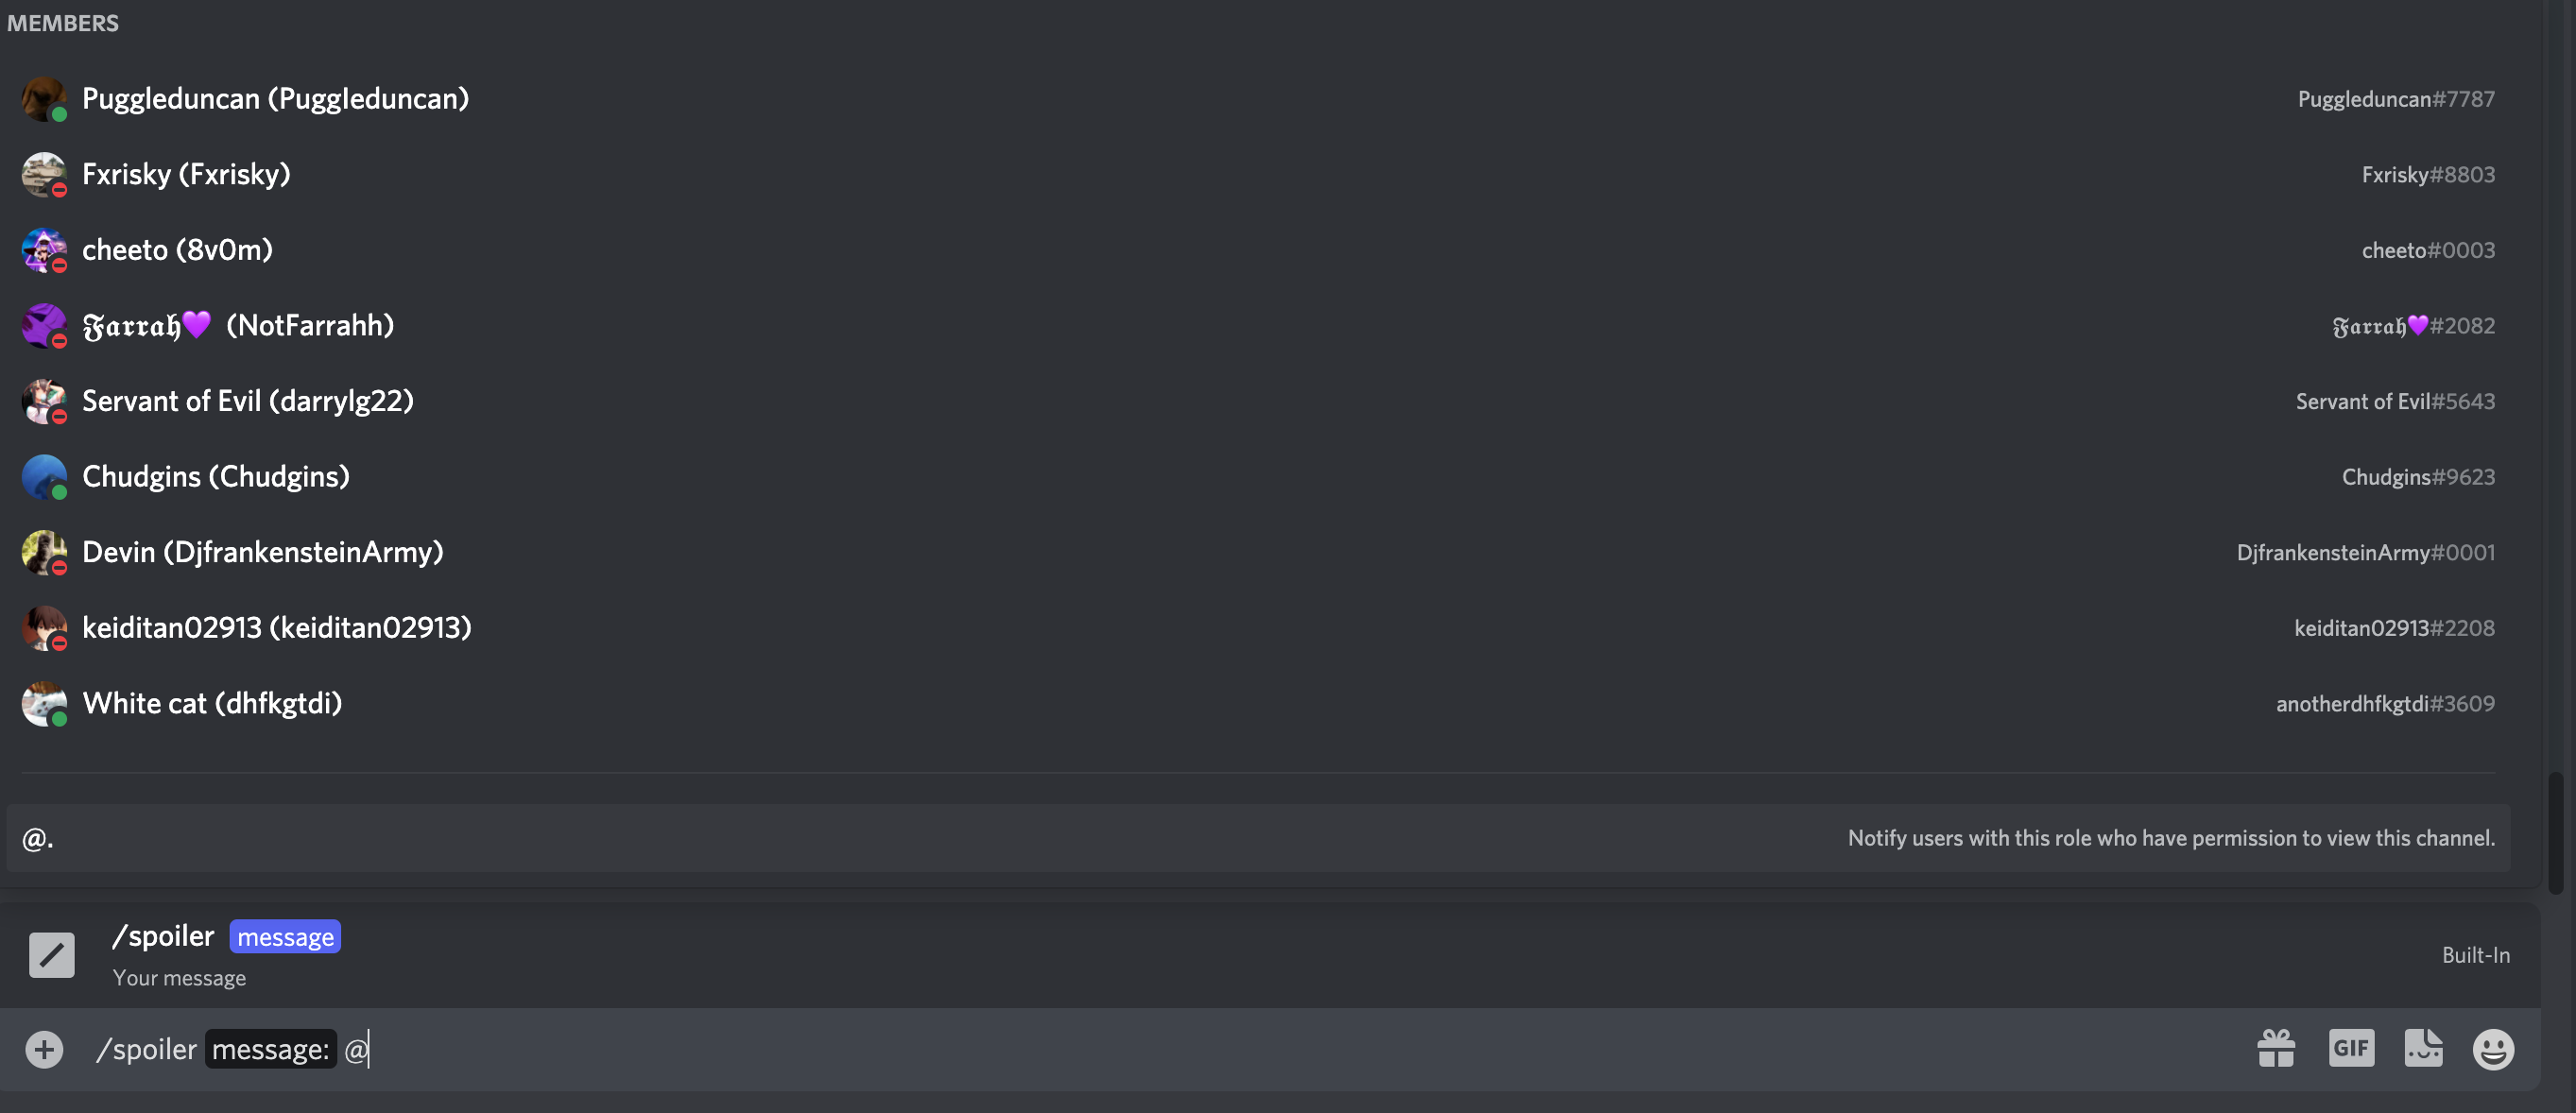 MEMBERS
Puggleduncan (Puggleduncan) Puggleduncan#7787
Fxrisky (Fxrisky) Fxrisky#8803
cheeto (8v0m) cheeto#0003
𝕱𝖆𝖗𝖗𝖆𝖍💜 (NotFarrahh) 𝕱𝖆𝖗𝖗𝖆𝖍💜#2082
Servant of Evil (darrylg22) Servant of Evil#5643
Chudgins (Chudgins) Chudgins#9623
Devin (DjfrankensteinArmy) DjfrankensteinArmy#0001
keiditan02913 (keiditan02913) keiditan02913#2208
White cat (dhfkgtdi) anotherdhfkgtdi#3609
@. Notify users with this role who have permission to view this channel.
/spoiler message
Your message
Built-In
/spoiler message: @
GIF